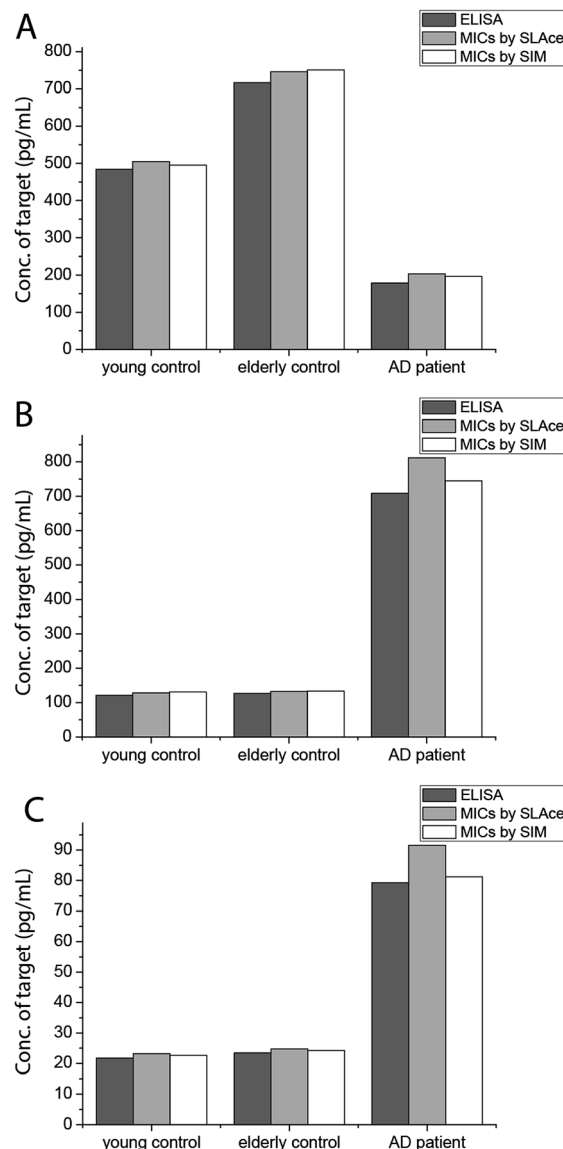 A
ELISA
MICs by SLAce
MICs by SIM
Conc. of target (pg/mL)
800
700
600
500
400
300
200
100
0
young control elderly control AD patient
B
ELISA
MICs by SLAce
MICs by SIM
Conc. of target (pg/mL)
800
700
600
500
400
300
200
100
0
young control elderly control AD patient
C
ELISA
MICs by SLAce
MICs by SIM
Conc. of target (pg/mL)
90
80
70
60
50
40
30
20
10
0
young control elderly control AD patient